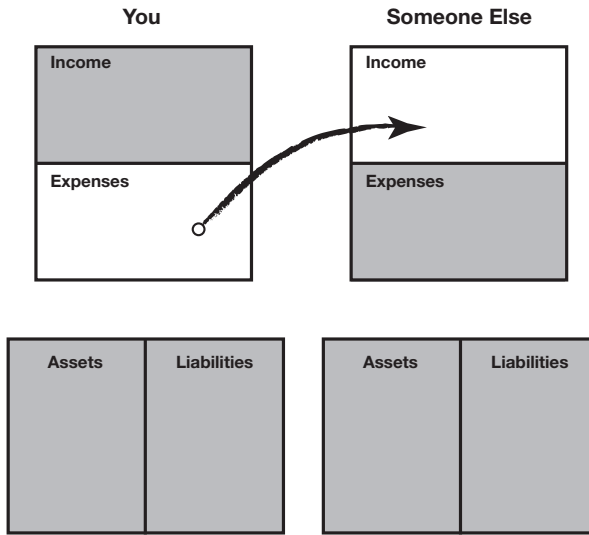 You
Someone Else
Income
Income
Expenses
Expenses
Assets
Liabilities
Assets
Liabilities